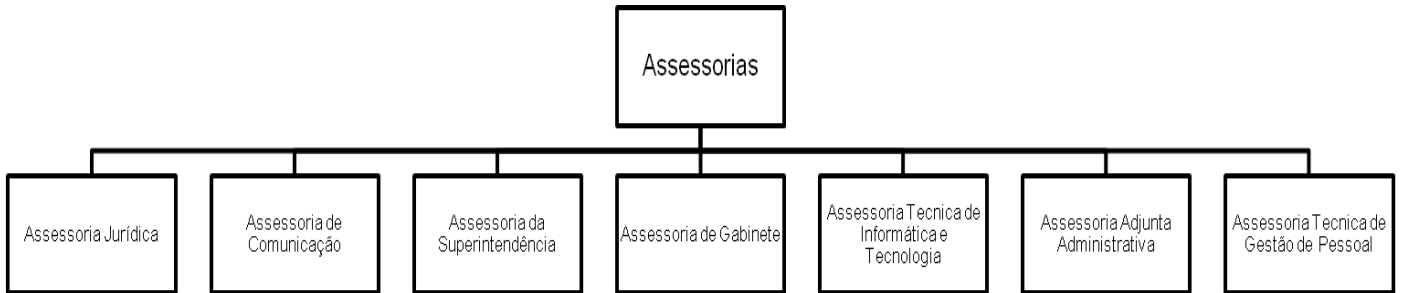 Assessorias
Assessoria Jurídica
Assessoria de
Comunicação
Assessoria da
Superintendência
Assessoria de Gabinete
Assessoria Tecnica de
Informática e
Tecnologia
Assessoria Adjunta
Administrativa
Assessoria Tecnica de
Gestão de Pessoal